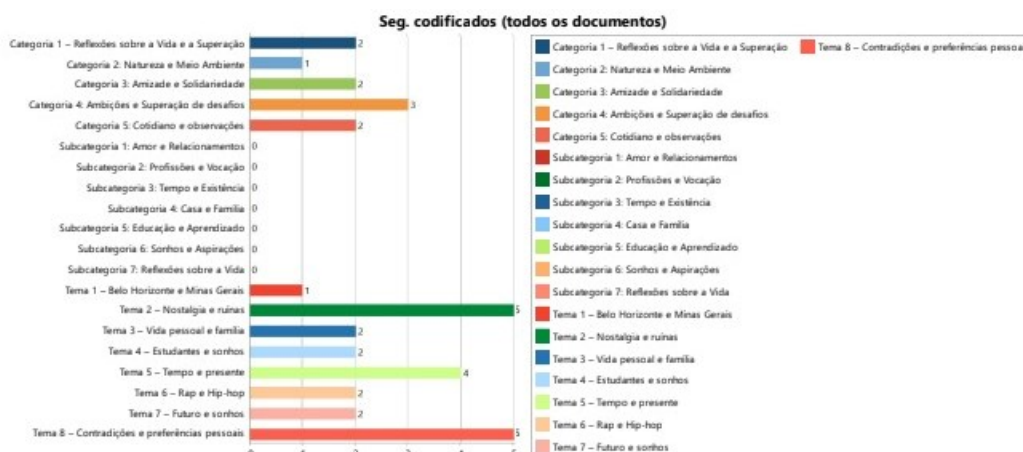 Seg. codificados (todos os documentos)
Categoria 1 – Reflexões sobre a Vida e a Superação 2
Categoria 2: Natureza e Meio Ambiente 1
Categoria 3: Amizade e Solidariedade 2
Categoria 4: Ambições e Superação de desafios 3
Categoria 5: Cotidiano e observações 2
Subcategoria 1: Amor e Relacionamentos 0
Subcategoria 2: Profissões e Vocação 0
Subcategoria 3: Tempo e Existência 0
Subcategoria 4: Casa e Família 0
Subcategoria 5: Educação e Aprendizado 0
Subcategoria 6: Sonhos e Aspirações 0
Subcategoria 7: Reflexões sobre a Vida 0
Tema 1 – Belo Horizonte e Minas Gerais 1
Tema 2 – Nostalgia e ruínas 5
Tema 3 – Vida pessoal e família 2
Tema 4 – Estudantes e sonhos 2
Tema 5 – Tempo e presente 4
Tema 6 – Rap e Hip-hop 2
Tema 7 – Futuro e sonhos 2
Tema 8 – Contradições e preferências pessoais 5
Categoria 1 – Reflexões sobre a Vida e a Superação Tema 8 – Contradições e preferências pessoa
Categoria 2: Natureza e Meio Ambiente
Categoria 3: Amizade e Solidariedade
Categoria 4: Ambições e Superação de desafios
Categoria 5: Cotidiano e observações
Subcategoria 1: Amor e Relacionamentos
Subcategoria 2: Profissões e Vocação
Subcategoria 3: Tempo e Existência
Subcategoria 4: Casa e Família
Subcategoria 5: Educação e Aprendizado
Subcategoria 6: Sonhos e Aspirações
Subcategoria 7: Reflexões sobre a Vida
Tema 1 – Belo Horizonte e Minas Gerais
Tema 2 – Nostalgia e ruínas
Tema 3 – Vida pessoal e família
Tema 4 – Estudantes e sonhos
Tema 5 – Tempo e presente
Tema 6 – Rap e Hip-hop
Tema 7 – Futuro e sonhos